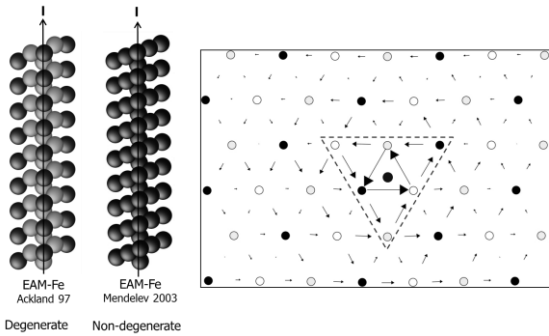 I
I
EAM-Fe
Ackland 97
EAM-Fe
Mendelev 2003
Degenerate
Non-degenerate